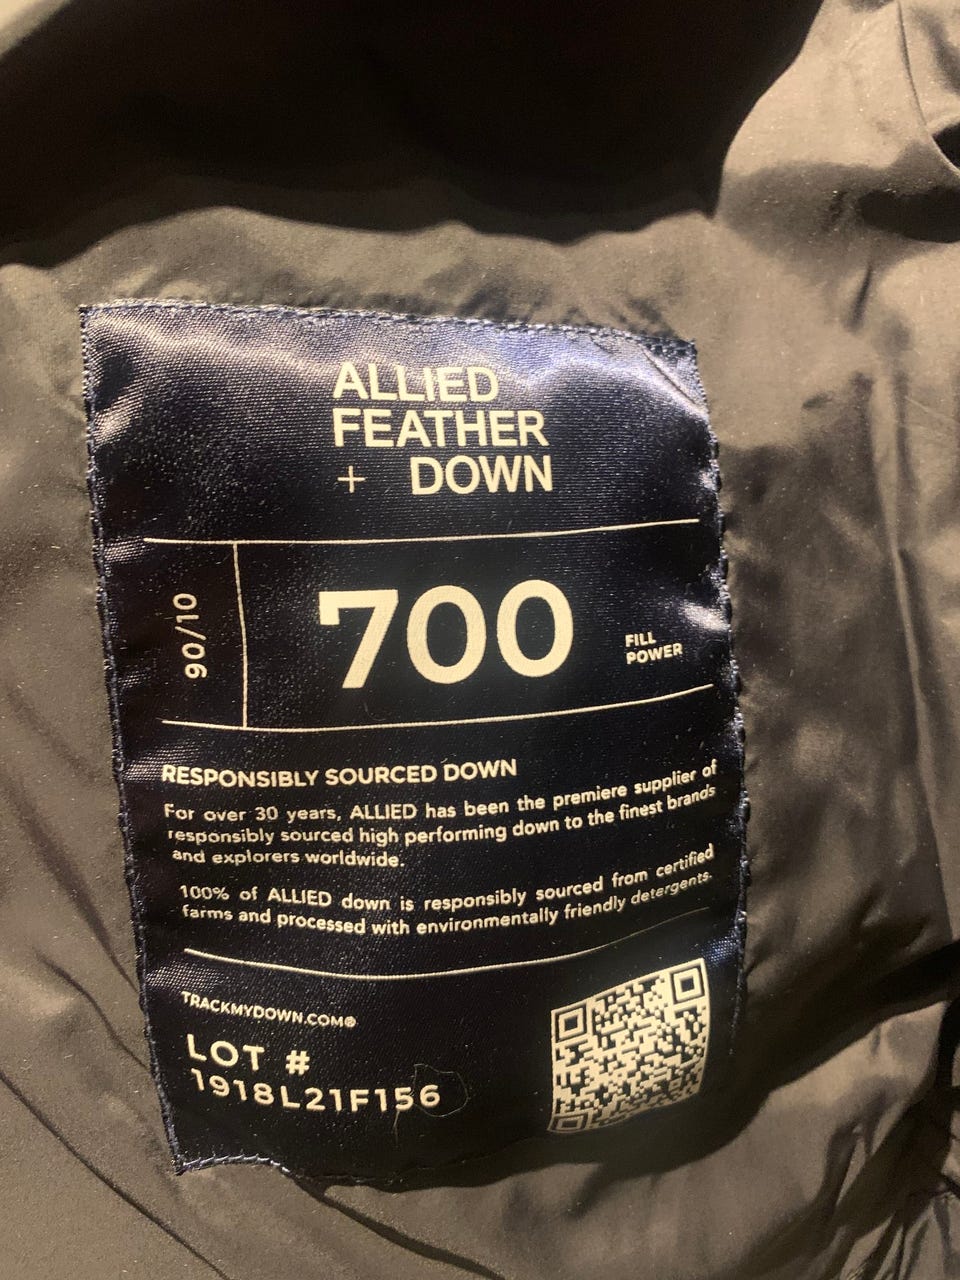 ALLIED
FEATHER
+ DOWN
90/10
700
FILL
POWER
RESPONSIBLY SOURCED DOWN
For over 30 years, ALLIED has been the premiere supplier of
responsibly sourced high performing down to the finest brands
and explorers worldwide.
100% of ALLIED down is responsibly sourced from certified
farms and processed with environmentally friendly detergents.
TRACKMYDOWN.COM®
LOT #
1918L21F156